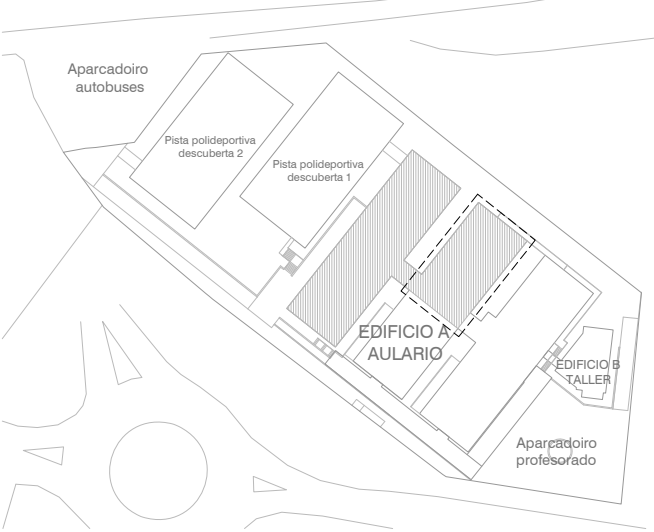 Aparcadoiro
autobuses
Pista polideportiva
descuberta 2
Pista polideportiva
descuberta 1
EDIFICIO A
AULARIO
EDIFICIO B
TALLER
Aparcadoiro
profesorado